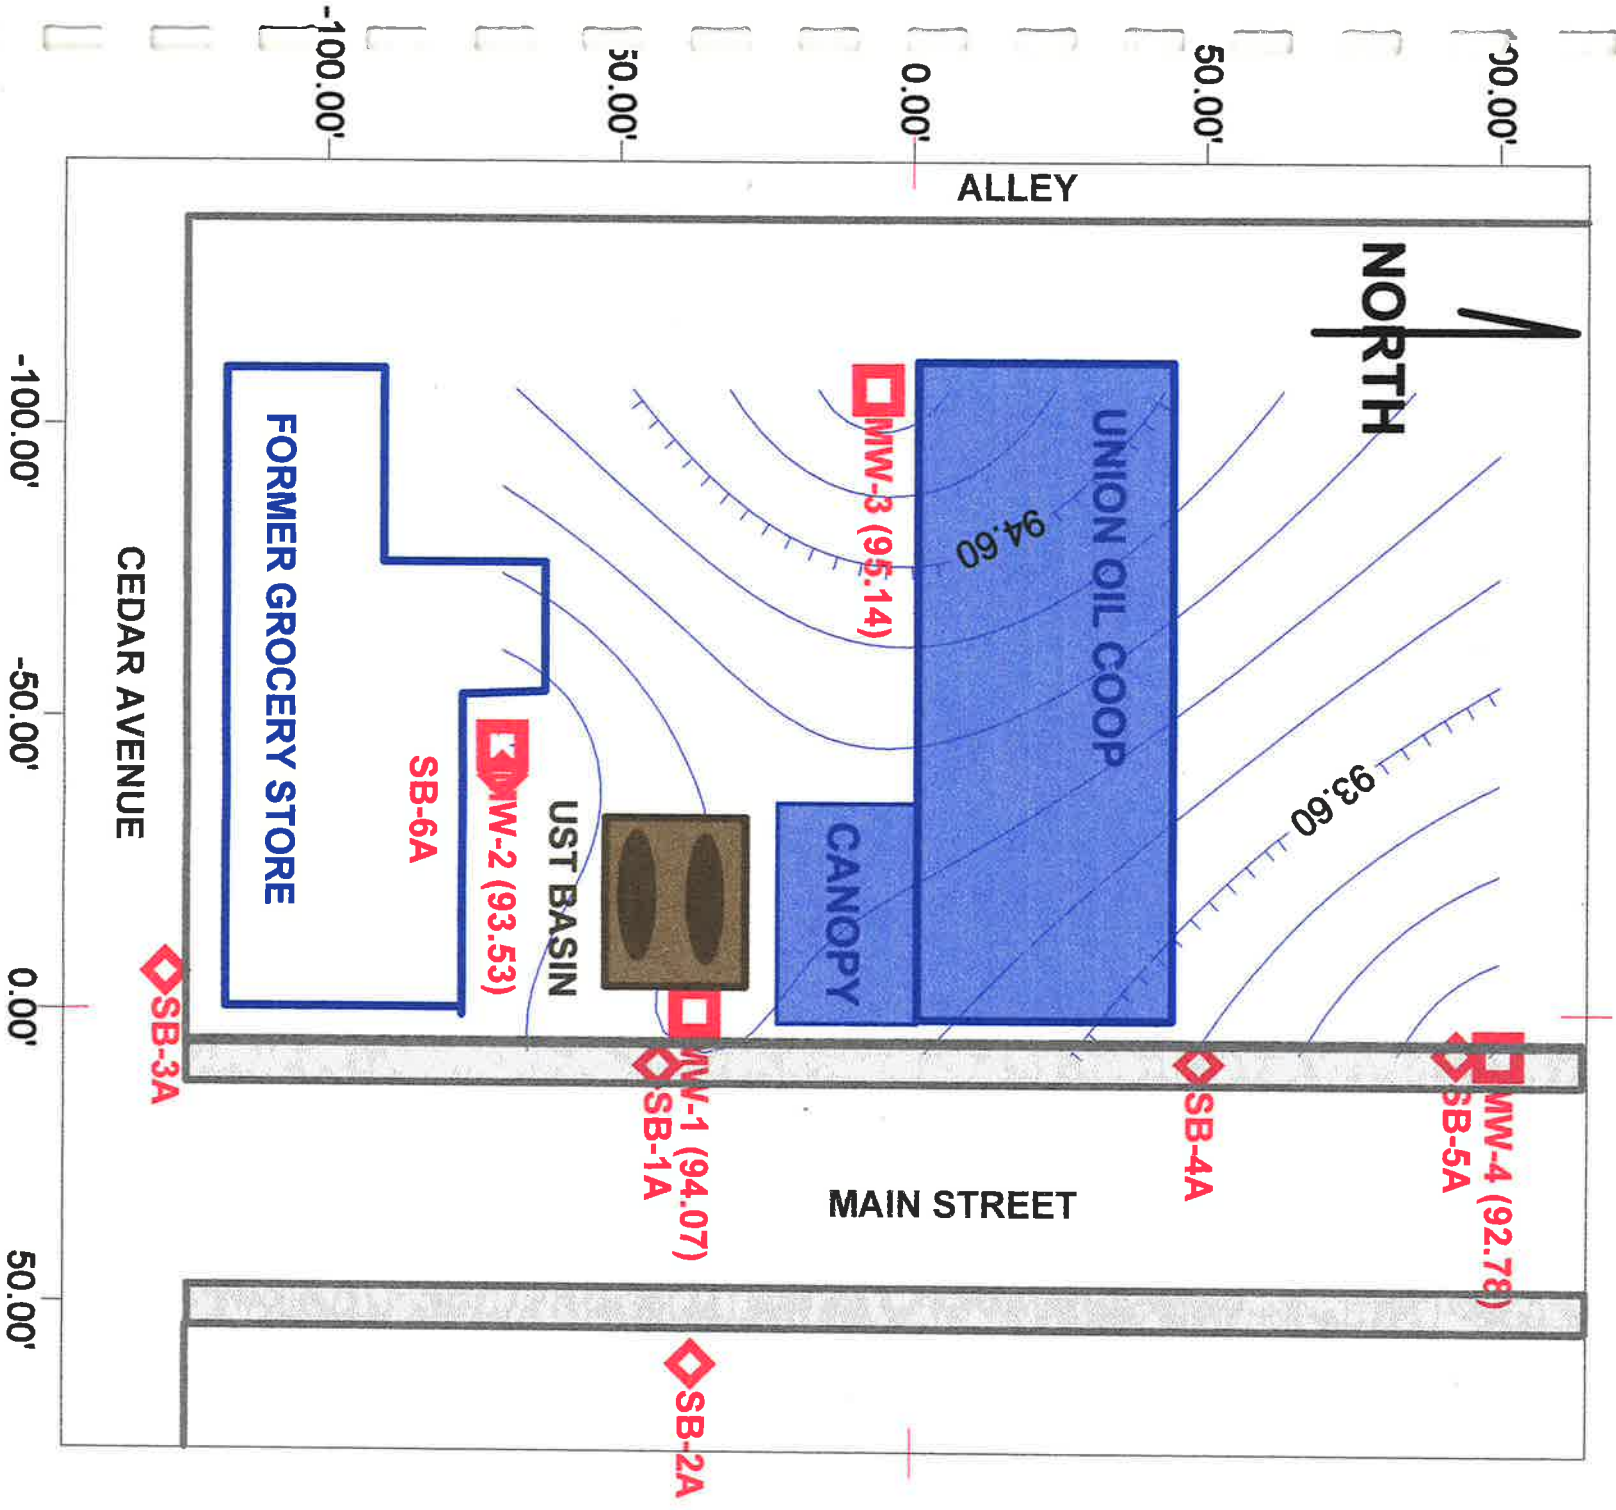 -100.00'
50.00'
0.00'
50.00'
00.00'
ALLEY
NORTH
MW-3 (95.14)
UNION OIL COOP
94.60
93.60
FORMER GROCERY STORE
CEDAR AVENUE
SB-6A
MW-2 (93.53)
UST BASIN
CANOPY
SB-3A
MW-1 (94.07)
SB-1A
SB-4A
SB-5A
MW-4 (92.78)
MAIN STREET
SB-2A
-100.00'
-50.00'
0.00'
50.00'